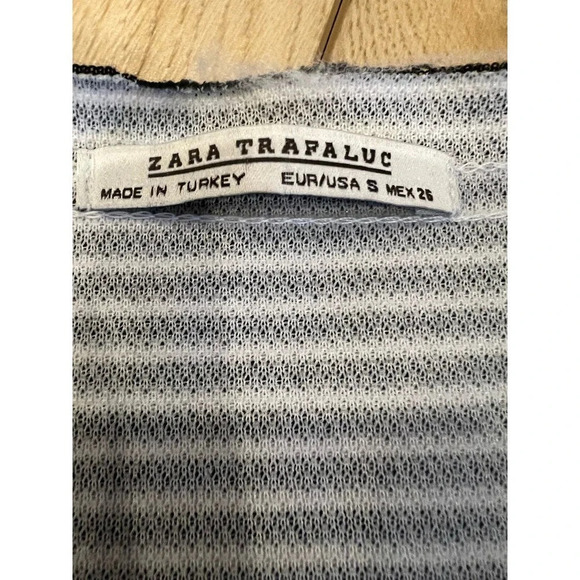 ZARA TRAFALUC
MADE IN TURKEY EUR/USA S MEX 26